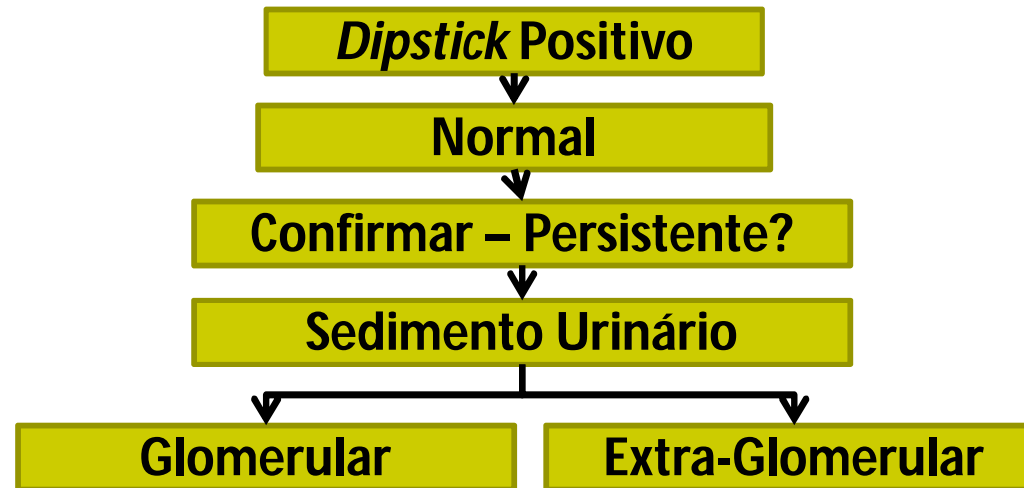 Dipstick Positivo
Normal
Confirmar – Persistente?
Sedimento Urinário
Glomerular
Extra-Glomerular